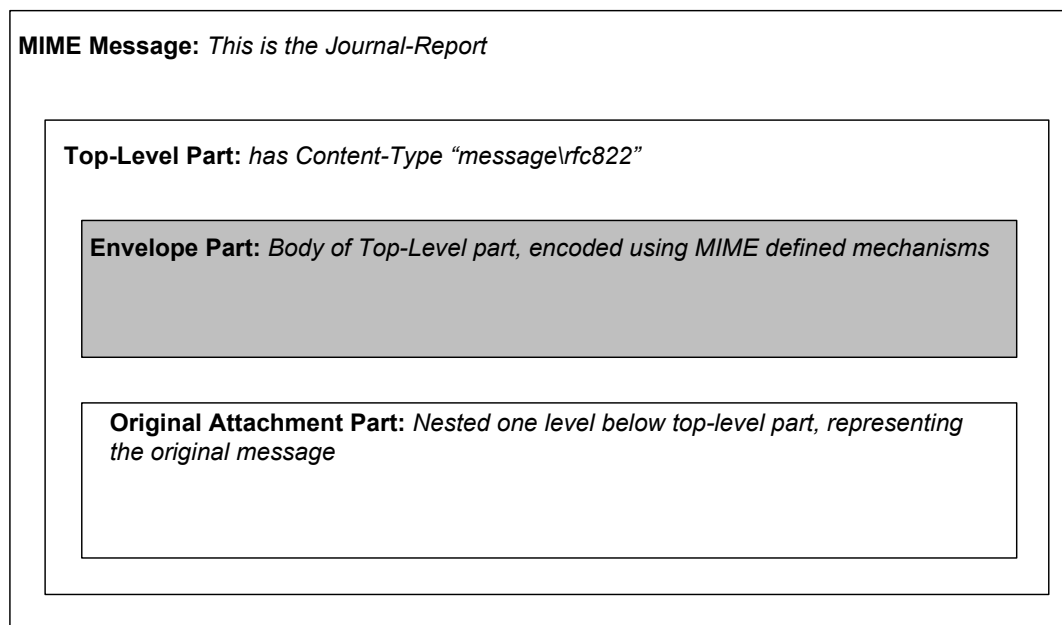 MIME Message: This is the Journal-Report
Top-Level Part: has Content-Type “message\rfc822”
Envelope Part: Body of Top-Level part, encoded using MIME defined mechanisms
Original Attachment Part: Nested one level below top-level part, representing
the original message